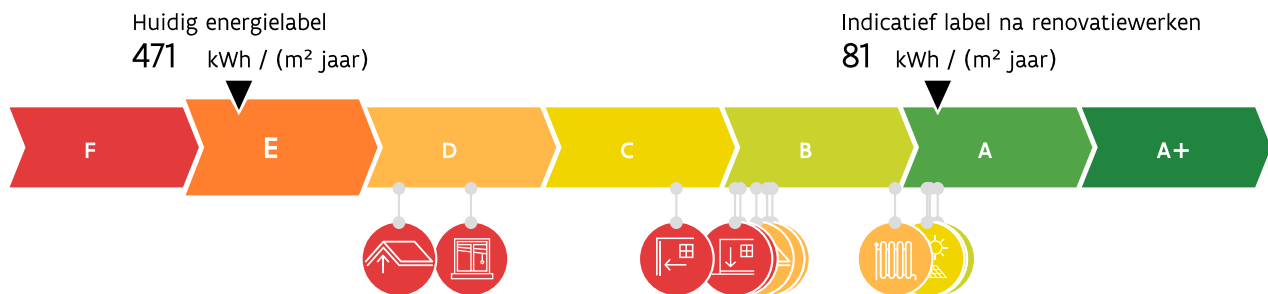 Huidig energielabel
471 kWh / (m² jaar)
Indicatief label na renovatiewerken
81 kWh / (m² jaar)
F E D C B A A+